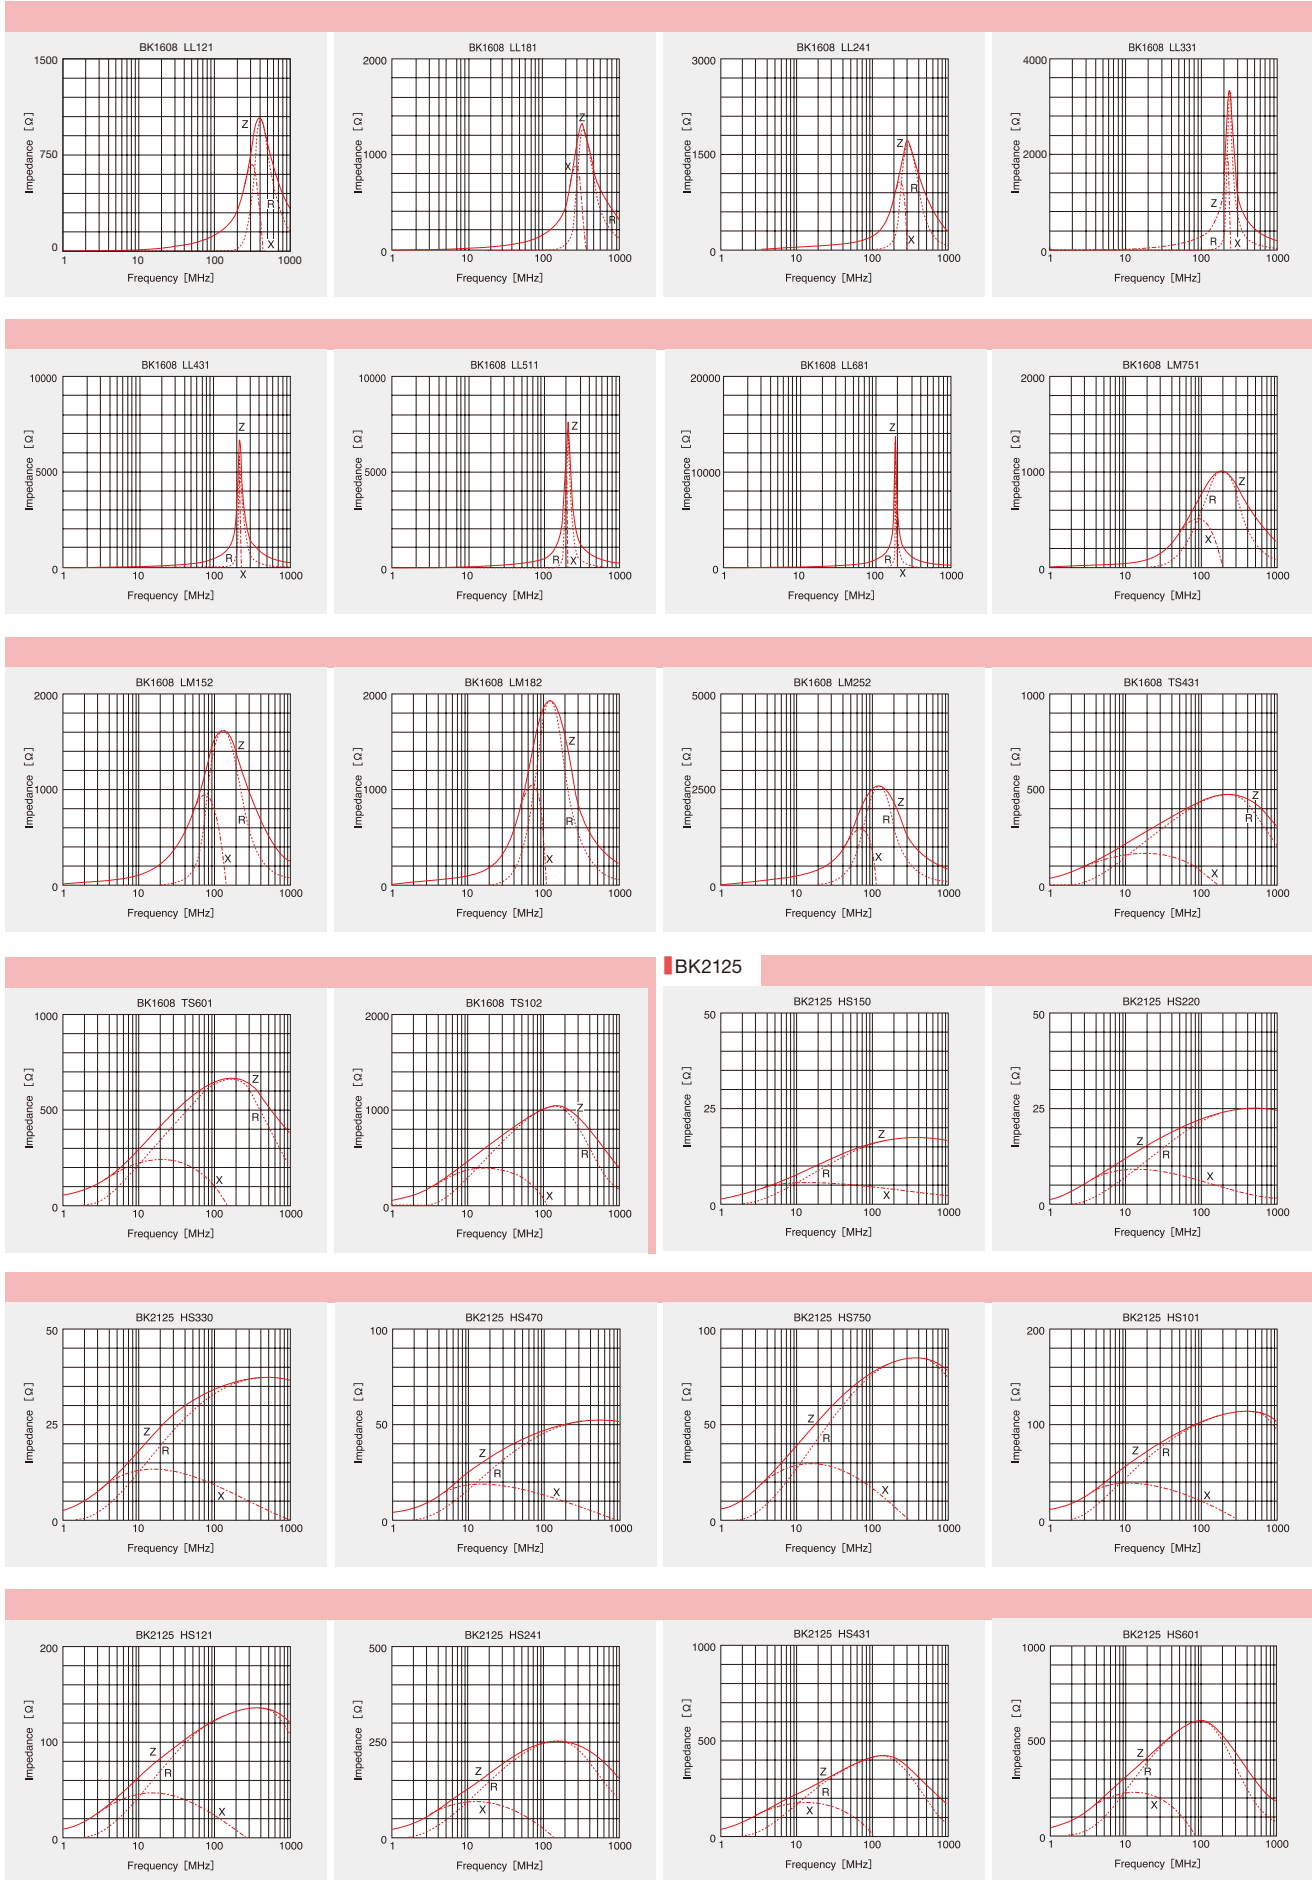 BK1608 LL121
1500
750
0
Impedance [Ω]
Z
R
X
1 10 100 1000
Frequency [MHz]
BK1608 LL181
2000
1000
0
Impedance [Ω]
Z
X
R
1 10 100 1000
Frequency [MHz]
BK1608 LL241
3000
1500
0
Impedance [Ω]
Z
R
X
1 10 100 1000
Frequency [MHz]
BK1608 LL331
4000
2000
0
Impedance [Ω]
Z
R
X
1 10 100 1000
Frequency [MHz]
BK1608 LL431
10000
5000
0
Impedance [Ω]
Z
R
X
1 10 100 1000
Frequency [MHz]
BK1608 LL511
10000
5000
0
Impedance [Ω]
Z
R
X
1 10 100 1000
Frequency [MHz]
BK1608 LL681
20000
10000
0
Impedance [Ω]
Z
R
X
1 10 100 1000
Frequency [MHz]
BK1608 LM751
2000
1000
0
Impedance [Ω]
Z
R
X
1 10 100 1000
Frequency [MHz]
BK1608 LM152
2000
1000
0
Impedance [Ω]
Z
R
X
1 10 100 1000
Frequency [MHz]
BK1608 LM182
2000
1000
0
Impedance [Ω]
Z
R
X
1 10 100 1000
Frequency [MHz]
BK1608 LM252
5000
2500
0
Impedance [Ω]
Z
R
X
1 10 100 1000
Frequency [MHz]
BK1608 TS431
1000
500
0
Impedance [Ω]
Z
R
X
1 10 100 1000
Frequency [MHz]
BK1608 TS601
1000
500
0
Impedance [Ω]
Z
R
X
1 10 100 1000
Frequency [MHz]
BK1608 TS102
2000
1000
0
Impedance [Ω]
Z
R
X
1 10 100 1000
Frequency [MHz]
BK2125
BK2125 HS150
50
25
0
Impedance [Ω]
Z
R
X
1 10 100 1000
Frequency [MHz]
BK2125 HS220
50
25
0
Impedance [Ω]
Z
R
X
1 10 100 1000
Frequency [MHz]
BK2125 HS330
50
25
0
Impedance [Ω]
Z
R
X
1 10 100 1000
Frequency [MHz]
BK2125 HS470
100
50
0
Impedance [Ω]
Z
R
X
1 10 100 1000
Frequency [MHz]
BK2125 HS750
100
50
0
Impedance [Ω]
Z
R
X
1 10 100 1000
Frequency [MHz]
BK2125 HS101
200
100
0
Impedance [Ω]
Z
R
X
1 10 100 1000
Frequency [MHz]
BK2125 HS121
200
100
0
Impedance [Ω]
Z
R
X
1 10 100 1000
Frequency [MHz]
BK2125 HS241
500
250
0
Impedance [Ω]
Z
R
X
1 10 100 1000
Frequency [MHz]
BK2125 HS431
1000
500
0
Impedance [Ω]
Z
R
X
1 10 100 1000
Frequency [MHz]
BK2125 HS601
1000
500
0
Impedance [Ω]
Z
R
X
1 10 100 1000
Frequency [MHz]